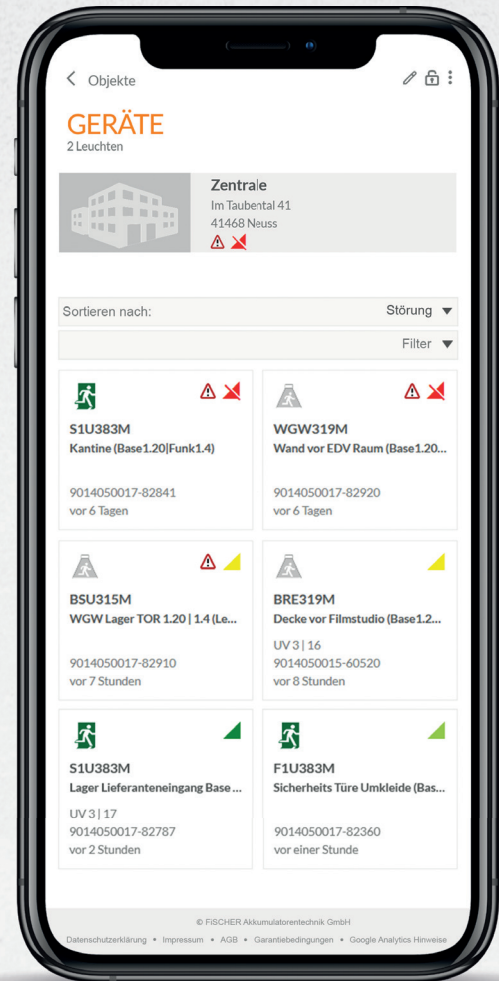 Objekte
GERÄTE
2 Leuchten
Zentrale
Im Taubental 41
41468 Neuss
Sortieren nach:
Störung
Filter
S1U383M
Kantine (Base1.20|Funk1.4)
9014050017-82841
vor 6 Tagen
WGW319M
Wand vor EDV Raum (Base1.20...
9014050017-82920
vor 6 Tagen
BSU315M
WGW Lager TOR 1.20 | 1.4 (Le...
9014050017-82910
vor 7 Stunden
BRE319M
Decke vor Filmstudio (Base1.2...
UV 3 | 16
9014050015-60520
vor 8 Stunden
S1U383M
Lager Lieferanteneingang Base ...
UV 3 | 17
9014050017-82787
vor 2 Stunden
F1U383M
Sicherheits Türe Umkleide (Bas...
9014050017-82360
vor einer Stunde
© FiSCHER Akkumulatorentechnik GmbH
Datenschutzerklärung • Impressum • AGB • Garantiebedingungen • Google Analytics Hinweise